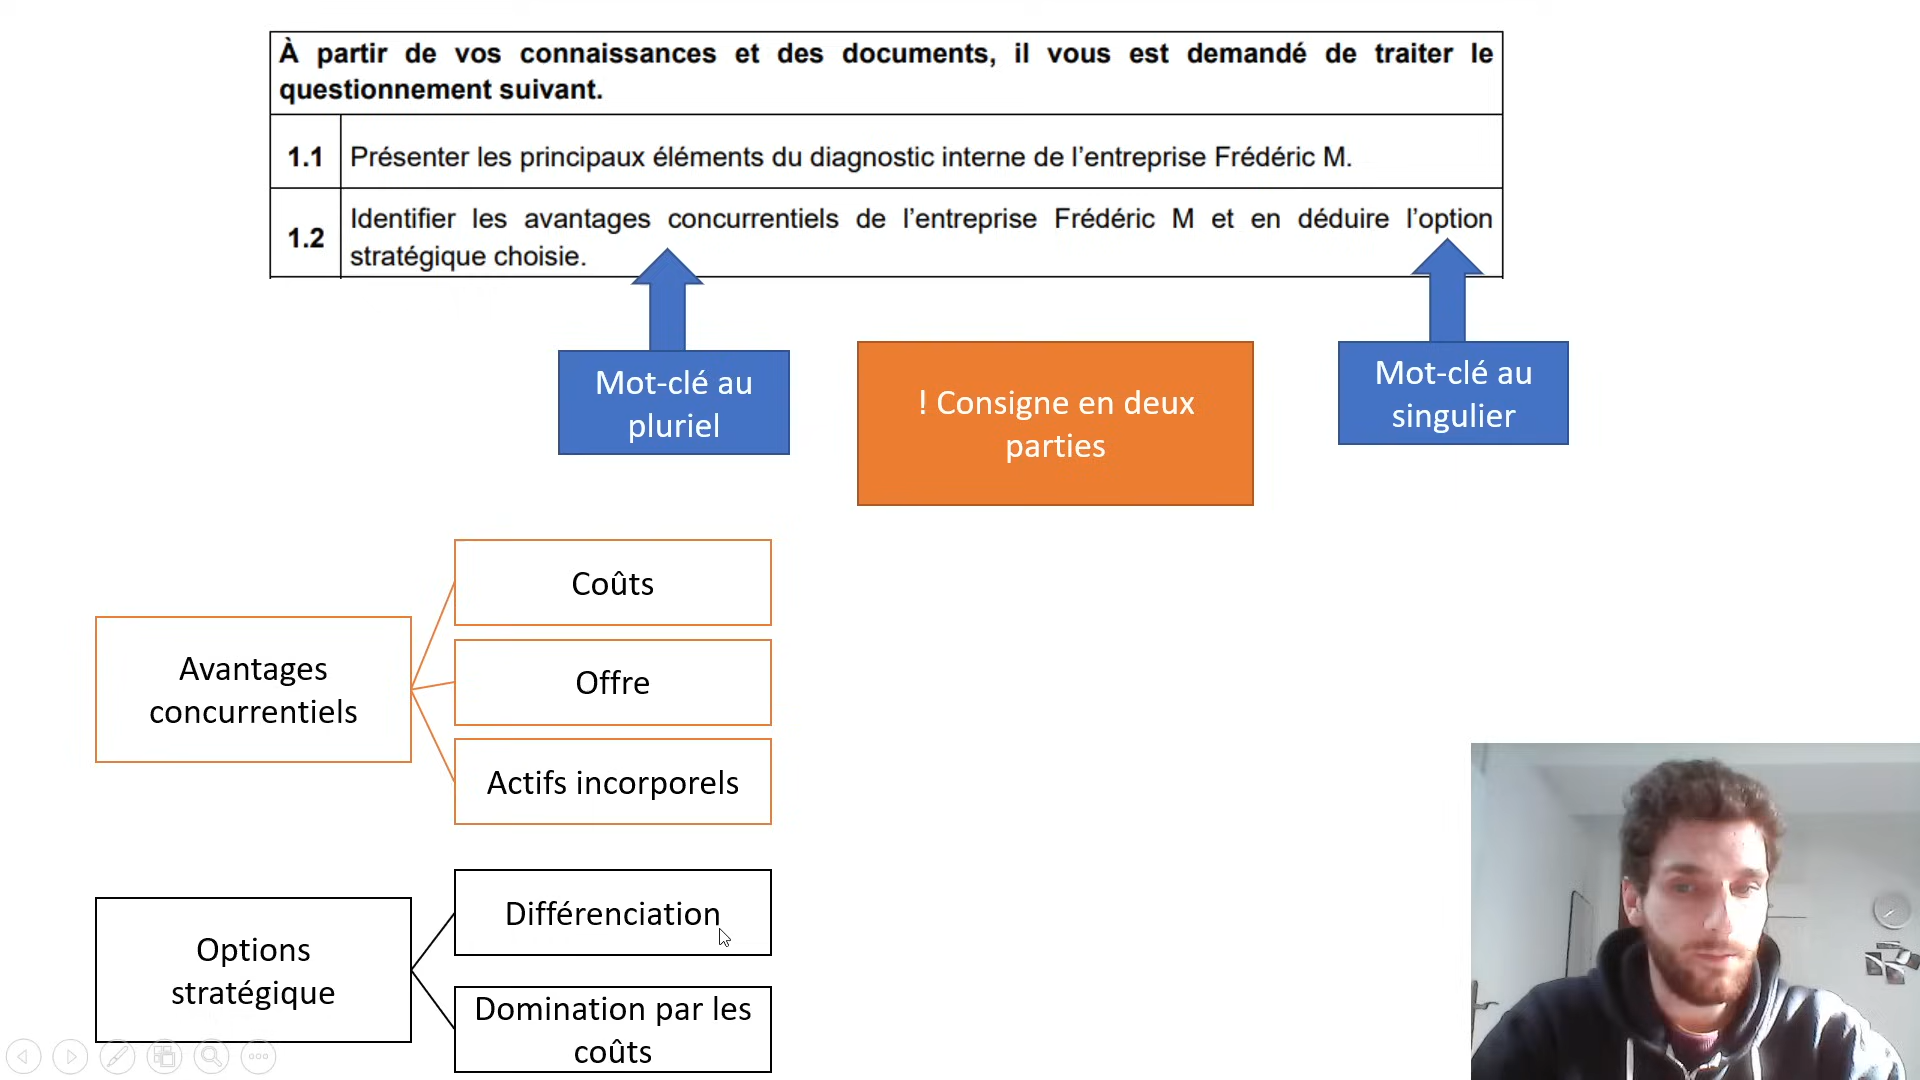 À partir de vos connaissances et des documents, il vous est demandé de traiter le
questionnement suivant.
1.1 Présenter les principaux éléments du diagnostic interne de l'entreprise Frédéric M.
1.2 Identifier les avantages concurrentiels de l'entreprise Frédéric M et en déduire l'option
stratégique choisie.
Mot-clé au
pluriel
! Consigne en deux
parties
Mot-clé au
singulier
Avantages
concurrentiels
Coûts
Offre
Actifs incorporels
Options
stratégique
Différenciation
Domination par les
coûts